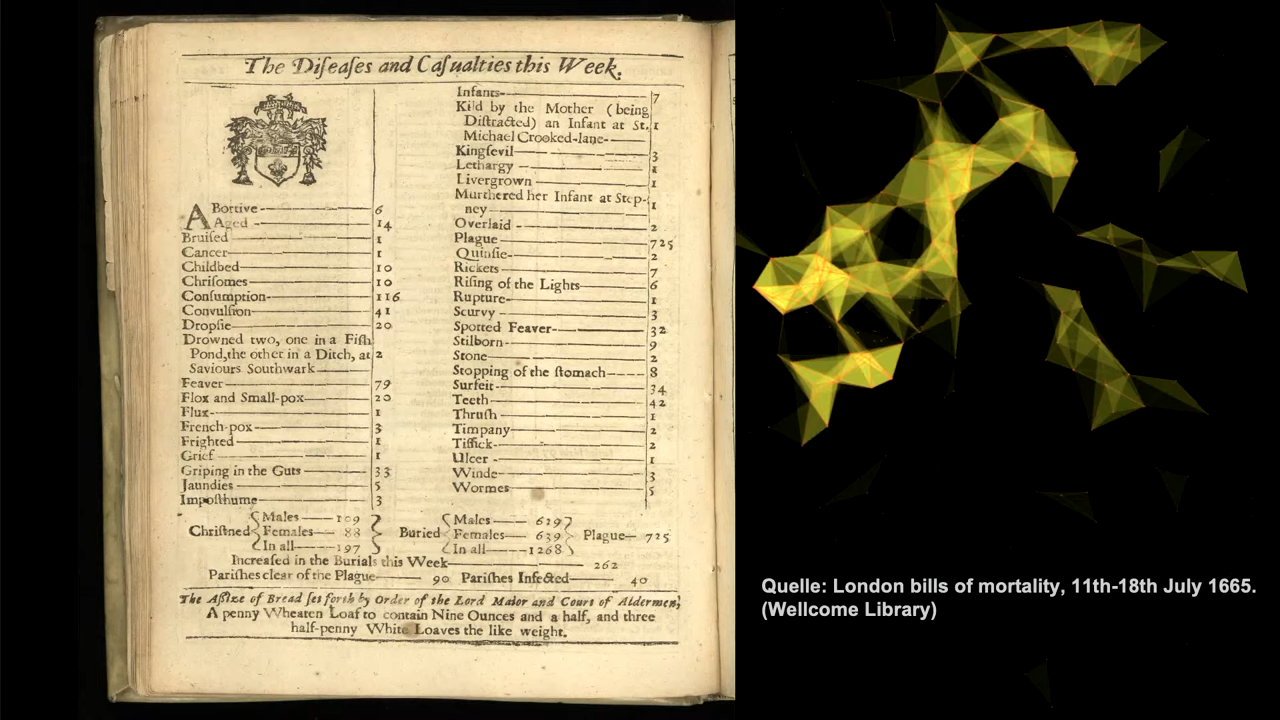 The Diſeaſes and Caſualties this Week.
ABortive — 6
Aged — 14
Bruiſed — 1
Cancer — 1
Childbed — 10
Chriſomes — 10
Conſumption — 116
Convulſion — 41
Dropſie — 20
Drowned two, one in a Fiſh
Pond, the other in a Ditch, at 2
Saviours Southwark —
Feaver — 79
Flox and Small-pox — 20
Flux — 1
French-pox — 3
Frighted — 1
Grief — 1
Griping in the Guts — 33
Jaundies — 5
Impoſthume — 3
Infants — 7
Kild by the Mother (being
Diſtracted) an Infant at St. 1
Michael Crooked-lane —
Kingſevil — 3
Lethargy — 1
Livergrown — 1
Murthered her Infant at Step-
ney — 1
Overlaid — 2
Plague — 725
Quinſie — 2
Rickets — 7
Riſing of the Lights — 6
Rupture — 1
Scurvy — 3
Spotted Feaver — 32
Stilborn — 9
Stone — 2
Stopping of the ſtomach — 8
Surfeit — 34
Teeth — 42
Thruſh — 1
Timpany — 2
Tiſſick — 2
Ulcer — 1
Winde — 3
Wormes — 5
Chriſtned { Males — 109
Females — 88
In all — 197 }
Buried { Males — 629
Females — 639
In all — 1268 } Plague — 725
Increaſed in the Burials this Week — 262
Pariſhes clear of the Plague — 90 Pariſhes Infected — 40
The Aſſize of Bread ſet forth by Order of the Lord Maior and Court of Aldermen,
A penny Wheaten Loaf to contain Nine Ounces and a half, and three
half-penny White Loaves the like weight.
Quelle: London bills of mortality, 11th-18th July 1665.
(Wellcome Library)